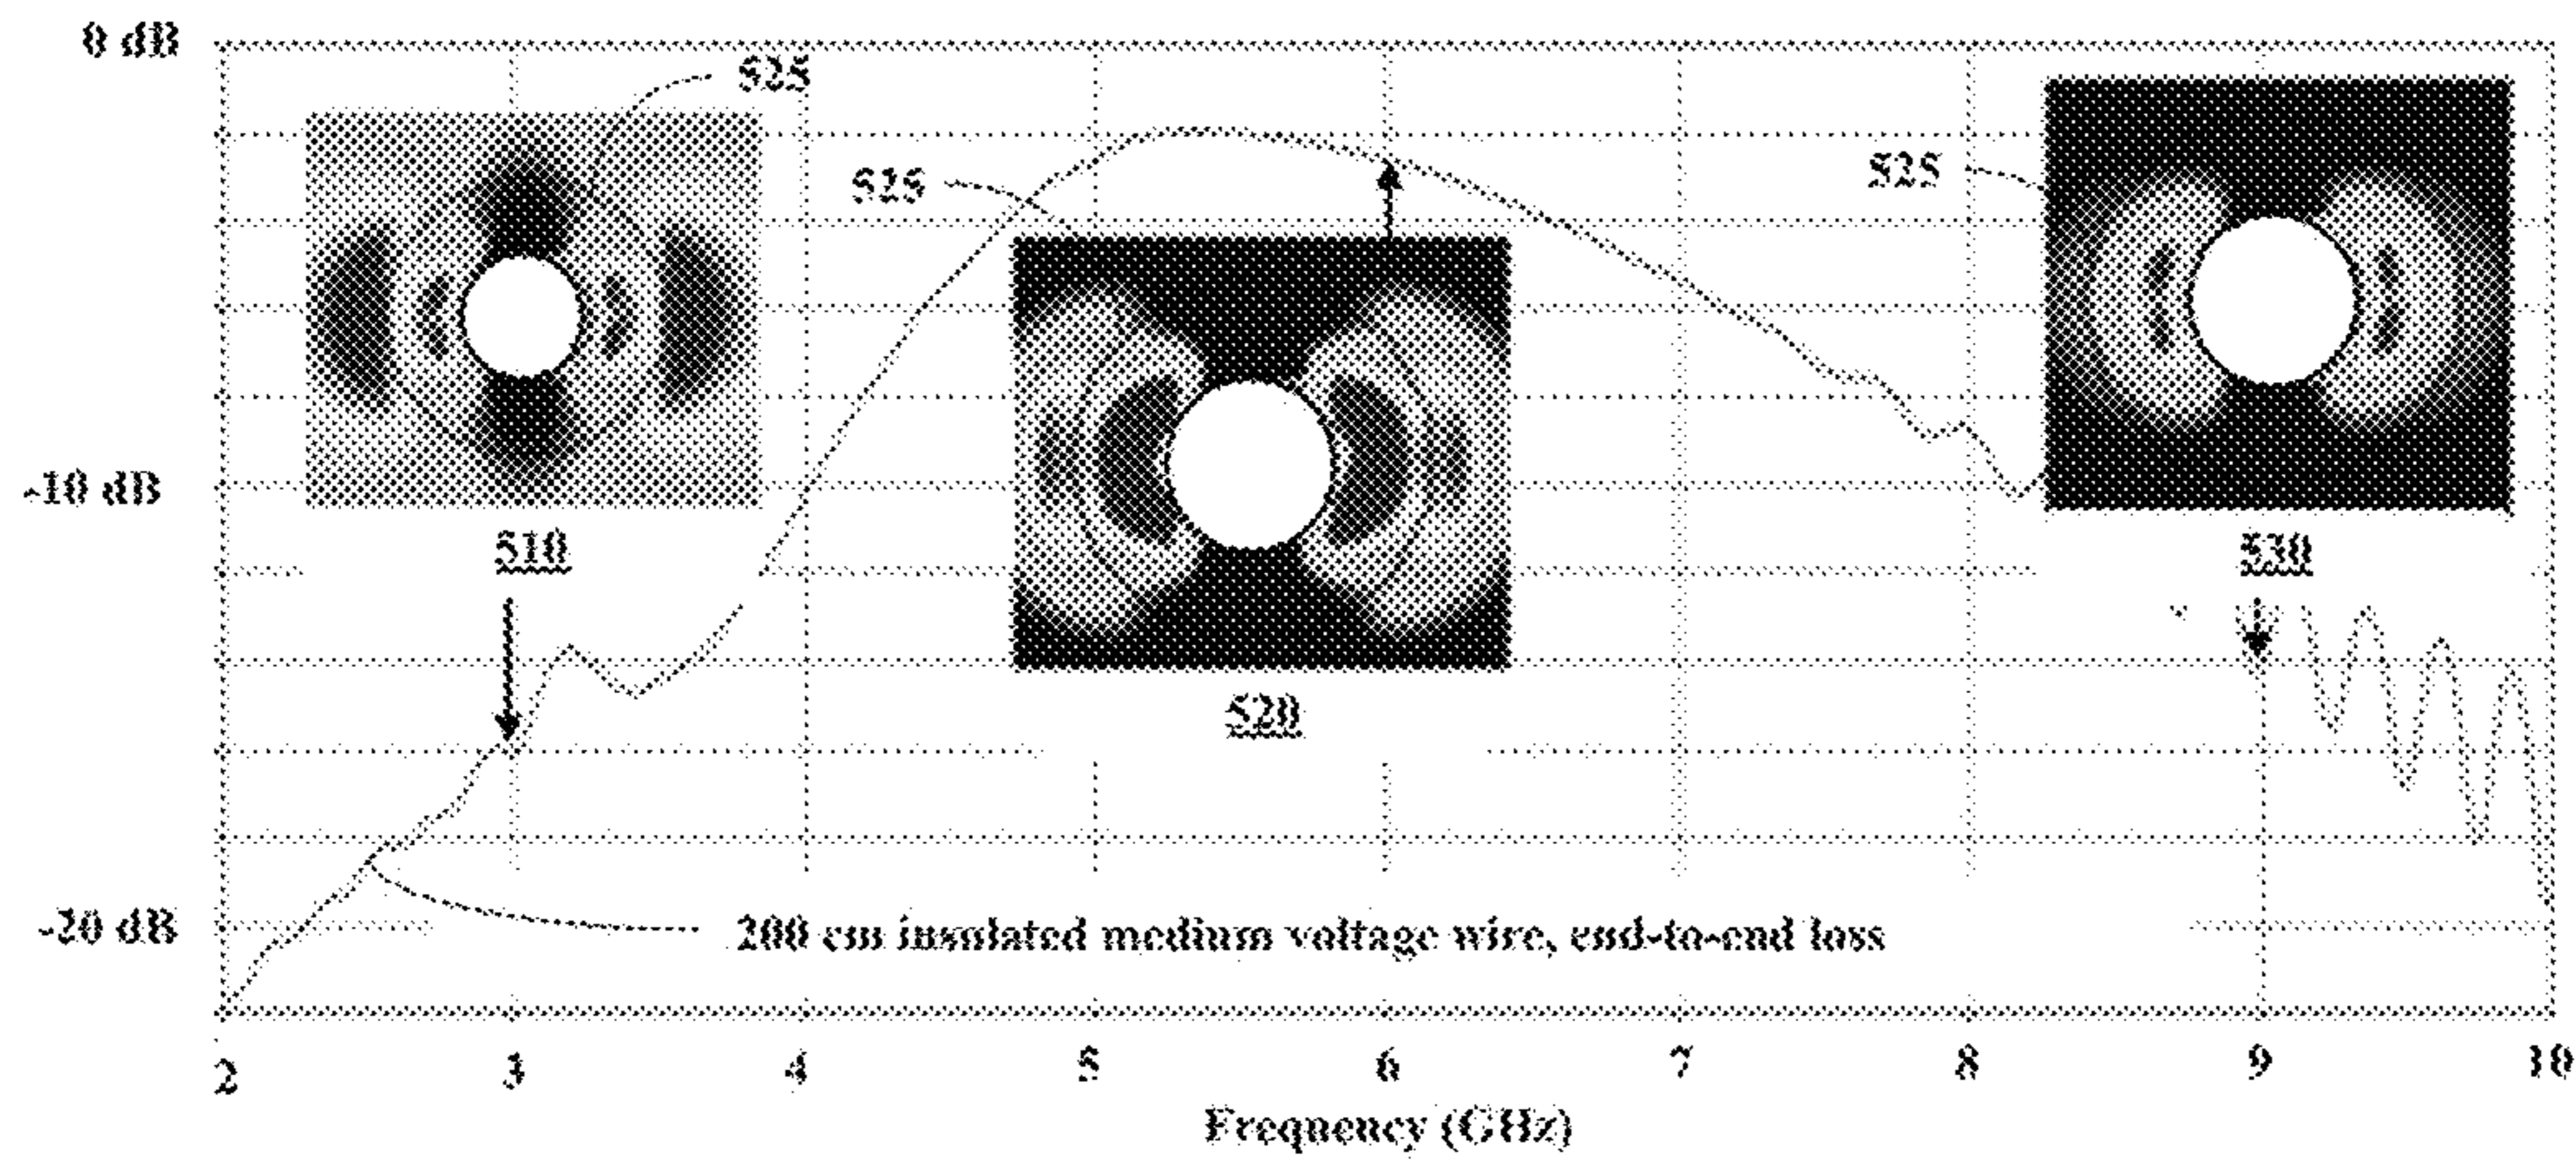 0 dB
525
525
525
-10 dB
510
530
520
-20 dB
200 cm insulated medium voltage wire, end-to-end loss
2 3 4 5 6 7 8 9 10
Frequency (GHz)